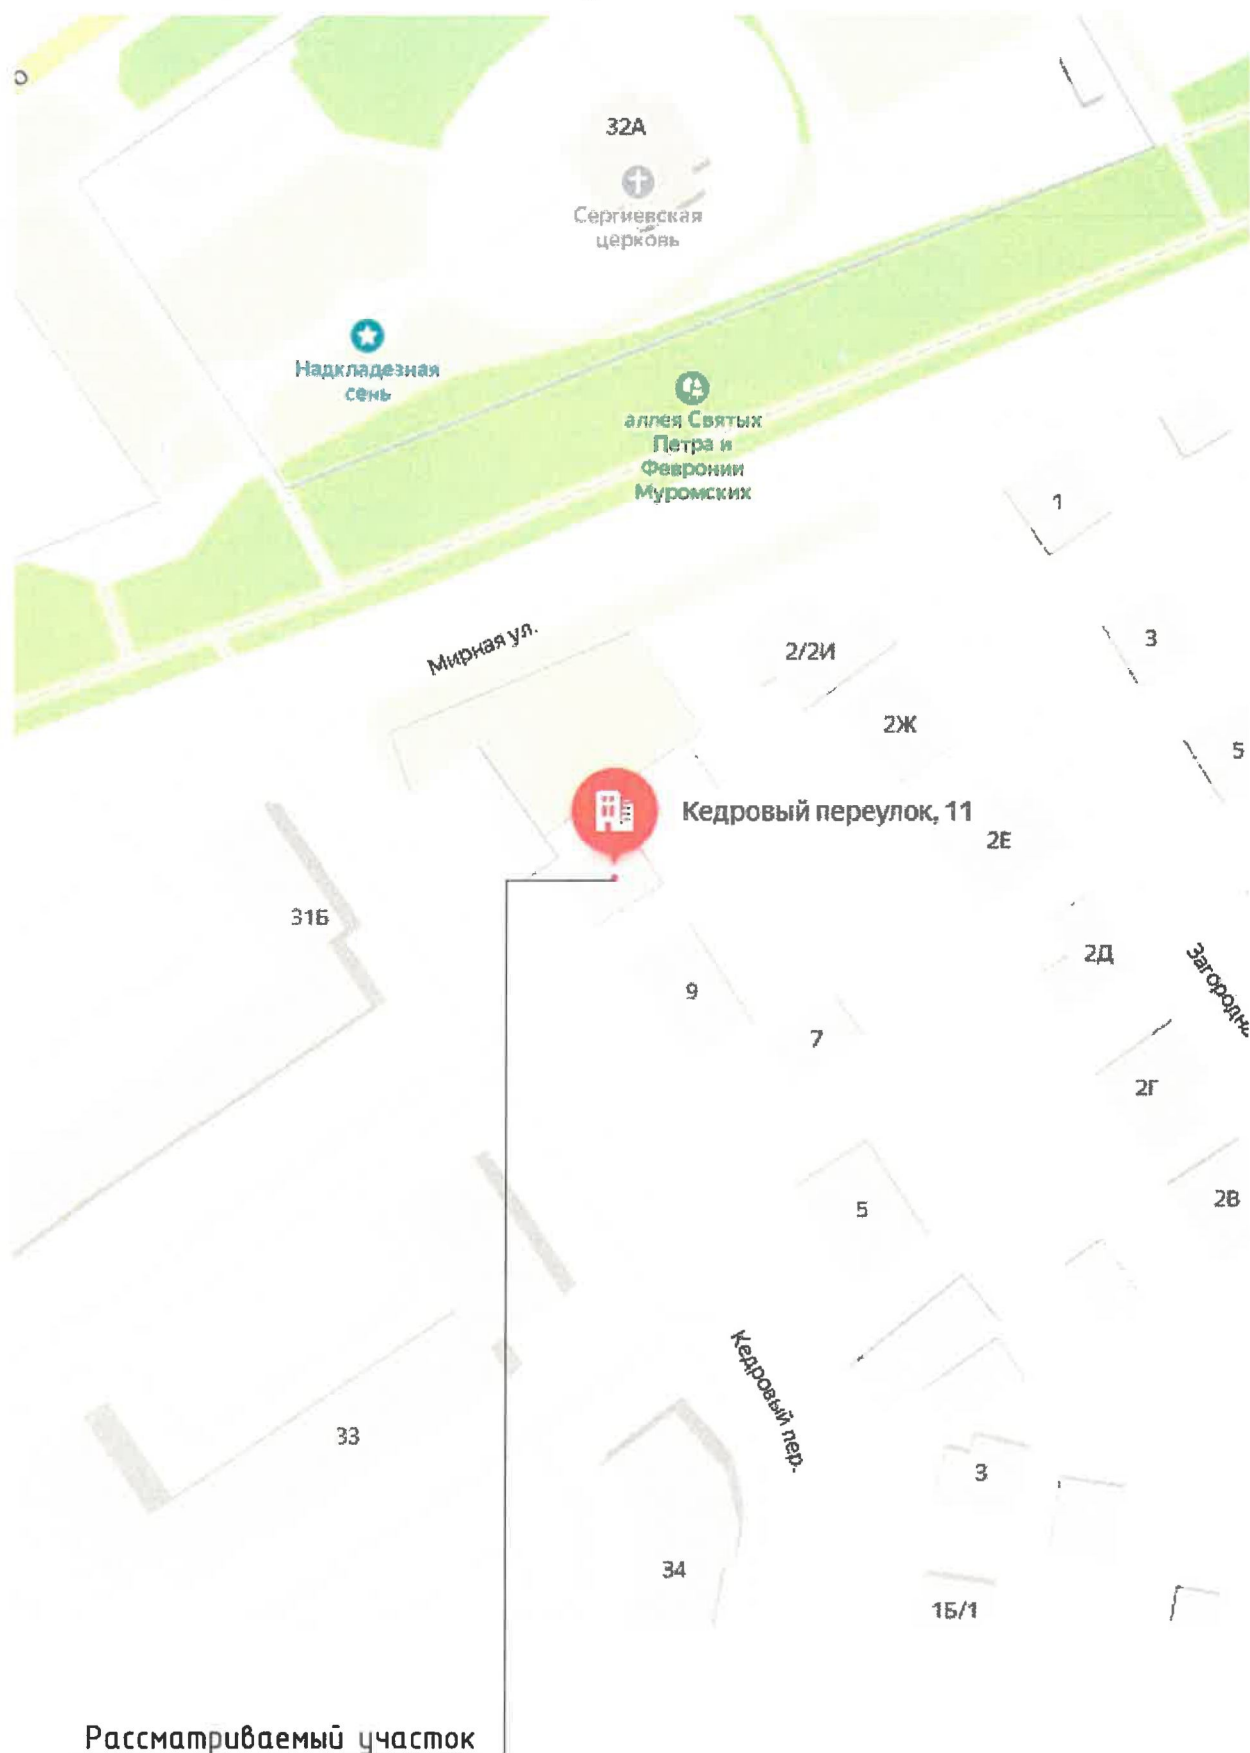 32А
Сергиевская
церковь
Надкладезная
сень
аллея Святых
Петра и
Февронии
Муромских
1
Мирная ул.
2/2И
3
2Ж
5
Кедровый переулок, 11
2Е
31Б
2Д
Загородн
9
7
2Г
2В
5
Кедровый пер.
33
3
34
1Б/1
Рассматриваемый участок